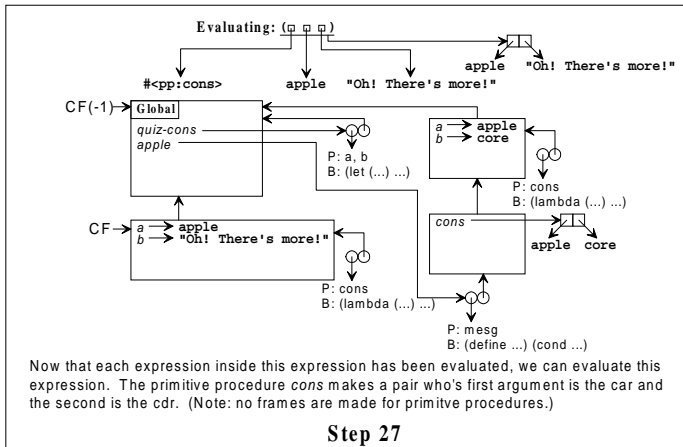 Evaluating: ( )
apple "Oh! There's more!"
#<pp:cons> apple "Oh! There's more!"
CF(-1)
Global
quiz-cons
apple
P: a, b
B: (let (...) ...)
a apple
b core
P: cons
B: (lambda (...) ...)
CF
a apple
b "Oh! There's more!"
P: cons
B: (lambda (...) ...)
cons
apple core
P: mesg
B: (define ...) (cond ...)
Now that each expression inside this expression has been evaluated, we can evaluate this
expression. The primitive procedure cons makes a pair who's first argument is the car and
the second is the cdr. (Note: no frames are made for primitve procedures.)
Step 27